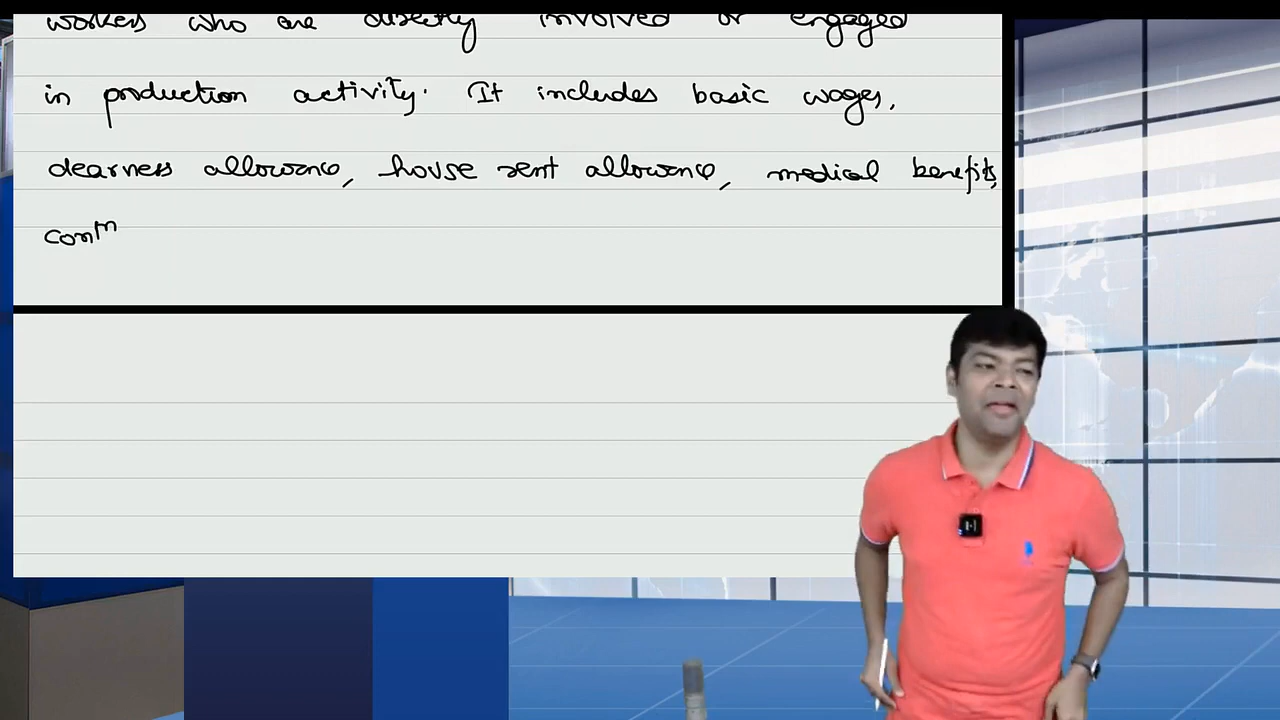 workers who are directly involved or engaged
in production activity. It includes basic wages,
dearness allowance, house rent allowance, medical benefits,
contn